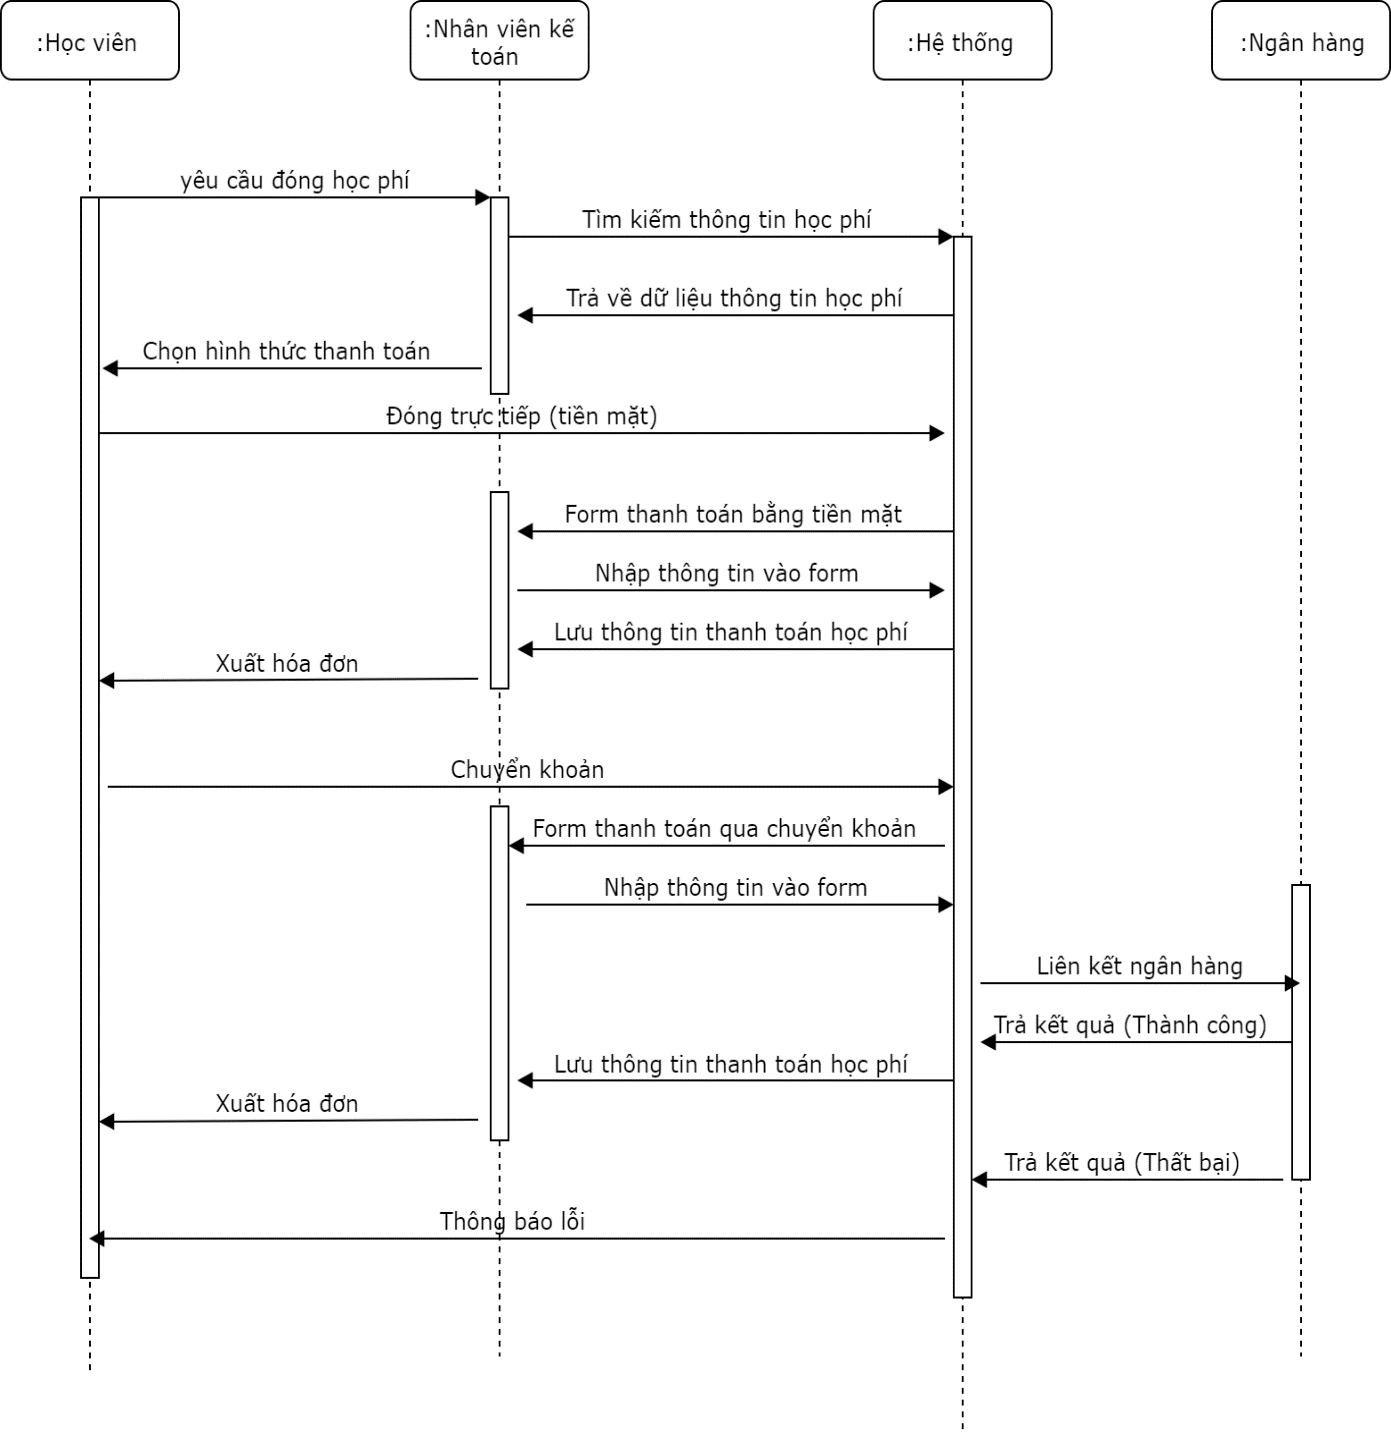 :Học viên
:Nhân viên kế
toán
:Hệ thống
:Ngân hàng
yêu cầu đóng học phí
Tìm kiếm thông tin học phí
Trả về dữ liệu thông tin học phí
Chọn hình thức thanh toán
Đóng trực tiếp (tiền mặt)
Form thanh toán bằng tiền mặt
Nhập thông tin vào form
Lưu thông tin thanh toán học phí
Xuất hóa đơn
Chuyển khoản
Form thanh toán qua chuyển khoản
Nhập thông tin vào form
Liên kết ngân hàng
Trả kết quả (Thành công)
Lưu thông tin thanh toán học phí
Xuất hóa đơn
Trả kết quả (Thất bại)
Thông báo lỗi